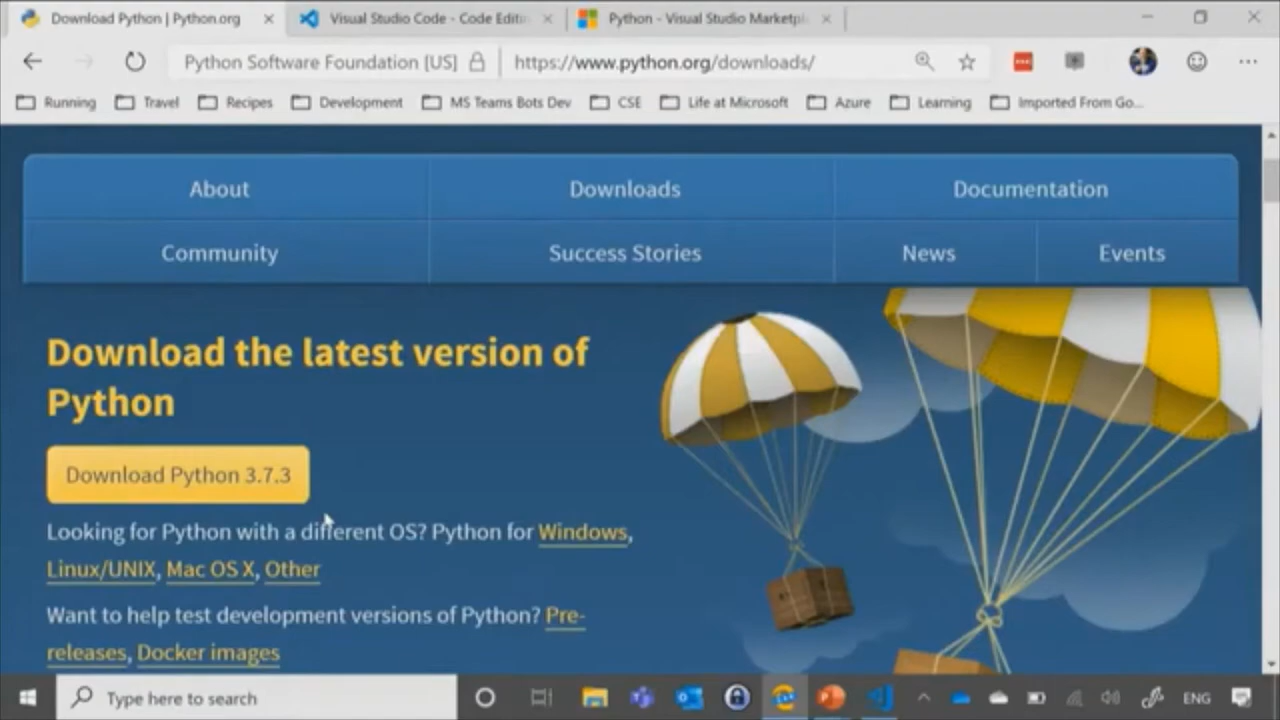 Download Python | Python.org
Visual Studio Code - Code Editi
Python - Visual Studio Marketpl
Python Software Foundation [US]
https://www.python.org/downloads/
Running
Travel
Recipes
Development
MS Teams Bots Dev
CSE
Life at Microsoft
Azure
Learning
Imported From Go...
About
Downloads
Documentation
Community
Success Stories
News
Events
Download the latest version of
Python
Download Python 3.7.3
Looking for Python with a different OS? Python for Windows,
Linux/UNIX, Mac OS X, Other
Want to help test development versions of Python? Pre-
releases, Docker images
Type here to search
ENG